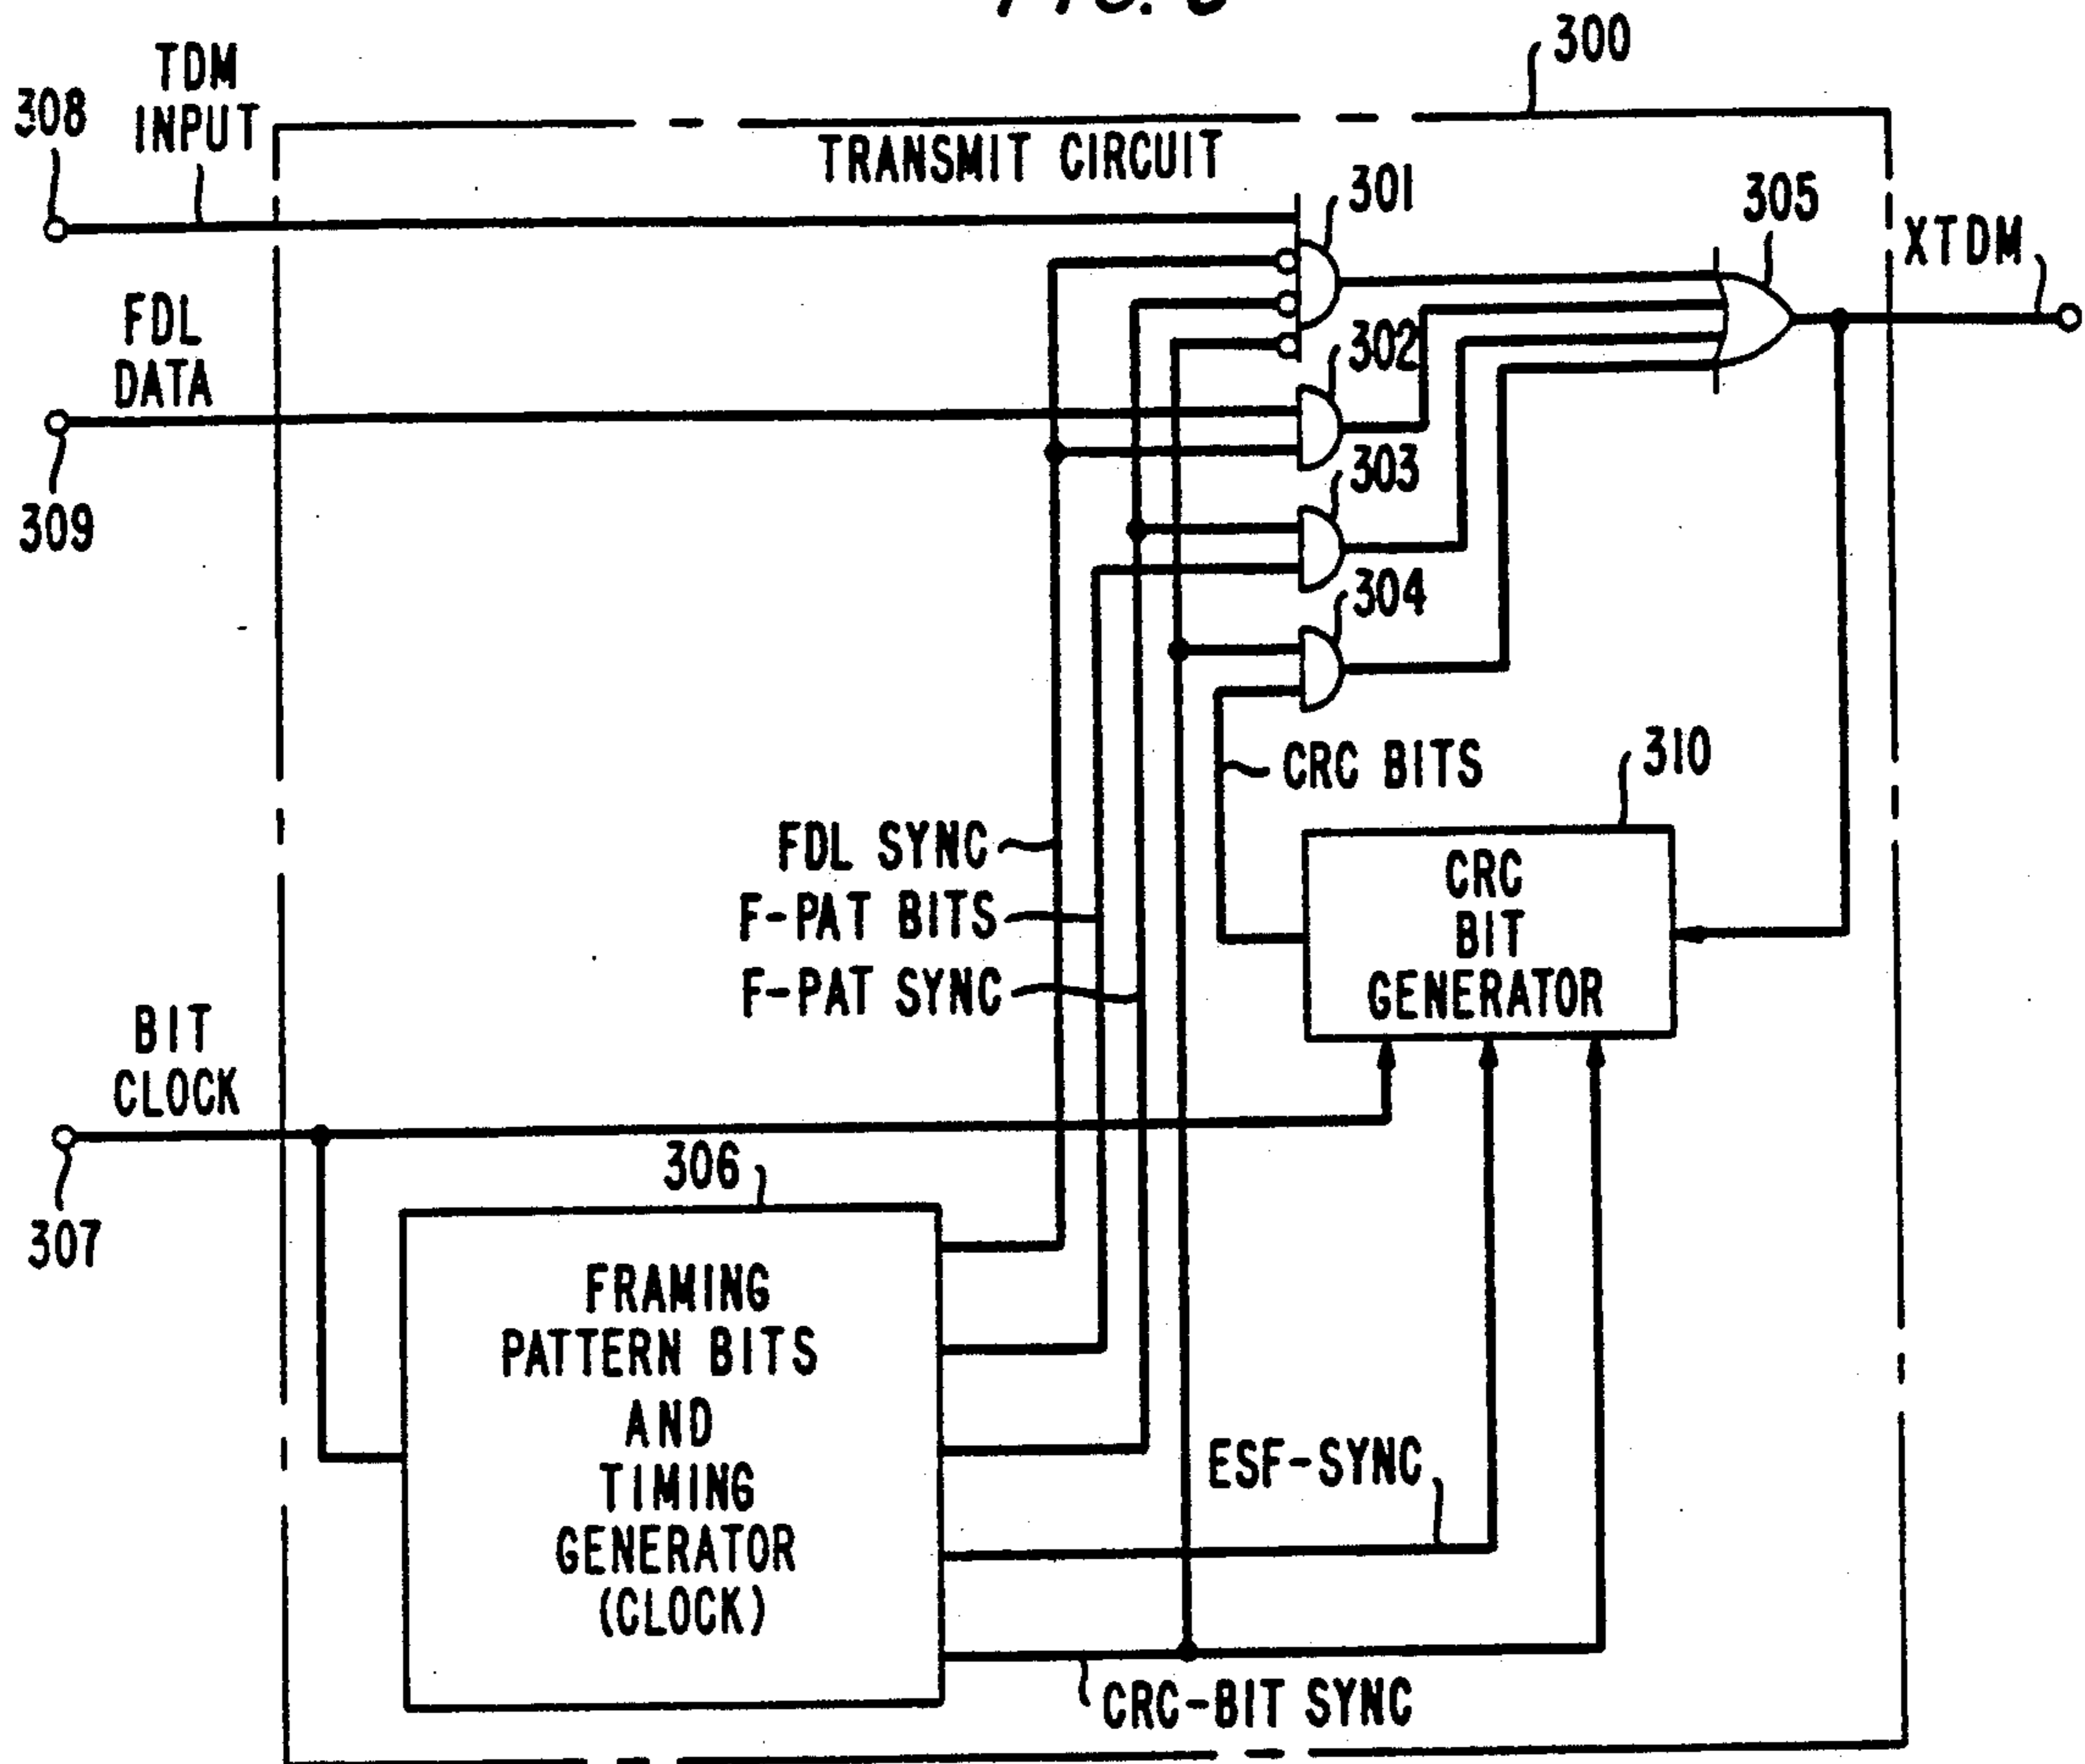 300
308
TDM
INPUT
TRANSMIT CIRCUIT
301
305
XTDM
FDL
DATA
302
309
303
304
CRC BITS
310
FDL SYNC
F-PAT BITS
F-PAT SYNC
CRC
BIT
GENERATOR
BIT
CLOCK
307
306
FRAMING
PATTERN BITS
AND
TIMING
GENERATOR
(CLOCK)
ESF-SYNC
CRC-BIT SYNC